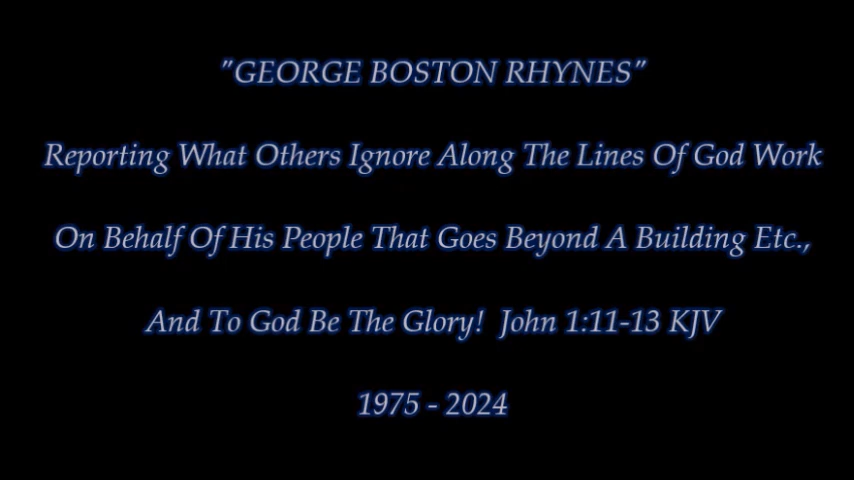 "GEORGE BOSTON RHYNES"
Reporting What Others Ignore Along The Lines Of God Work
On Behalf Of His People That Goes Beyond A Building Etc.,
And To God Be The Glory! John 1:11-13 KJV
1975 - 2024